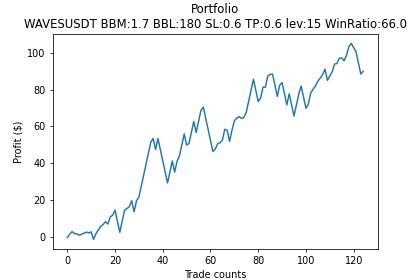 Portfolio
WAVESUSDT BBM:1.7 BBL:180 SL:0.6 TP:0.6 lev:15 WinRatio:66.0
Profit ($)
100
80
60
40
20
0
0 20 40 60 80 100 120
Trade counts